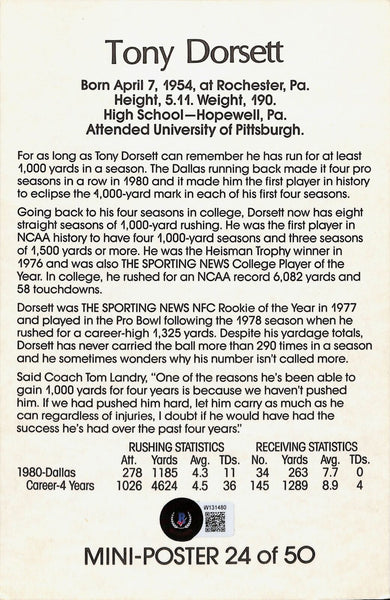 Tony Dorsett
Born April 7, 1954, at Rochester, Pa.
Height, 5.11. Weight, 190.
High School—Hopewell, Pa.
Attended University of Pittsburgh.
For as long as Tony Dorsett can remember he has run for at least
1,000 yards in a season. The Dallas running back made it four pro
seasons in a row in 1980 and it made him the first player in history
to eclipse the 1,000-yard mark in each of his first four seasons.
Going back to his four seasons in college, Dorsett now has eight
straight seasons of 1,000-yard rushing. He was the first player in
NCAA history to have four 1,000-yard seasons and three seasons
of 1,500 yards or more. He was the Heisman Trophy winner in
1976 and was also THE SPORTING NEWS College Player of the
Year. In college, he rushed for an NCAA record 6,082 yards and
58 touchdowns.
Dorsett was THE SPORTING NEWS NFC Rookie of the Year in 1977
and played in the Pro Bowl following the 1978 season when he
rushed for a career-high 1,325 yards. Despite his yardage totals,
Dorsett has never carried the ball more than 290 times in a season
and he sometimes wonders why his number isn't called more.
Said Coach Tom Landry, "One of the reasons he's been able to
gain 1,000 yards for four years is because we haven't pushed
him. If we had pushed him hard, let him carry as much as he
can regardless of injuries, I doubt if he would have had the
success he's had over the past four years."
RUSHING STATISTICS RECEIVING STATISTICS
Att. Yards Avg. TDs. No. Yards Avg. TDs.
1980-Dallas 278 1185 4.3 11 34 263 7.7 0
Career-4 Years 1026 4624 4.5 36 145 1289 8.9 4
W131480
MINI-POSTER 24 of 50